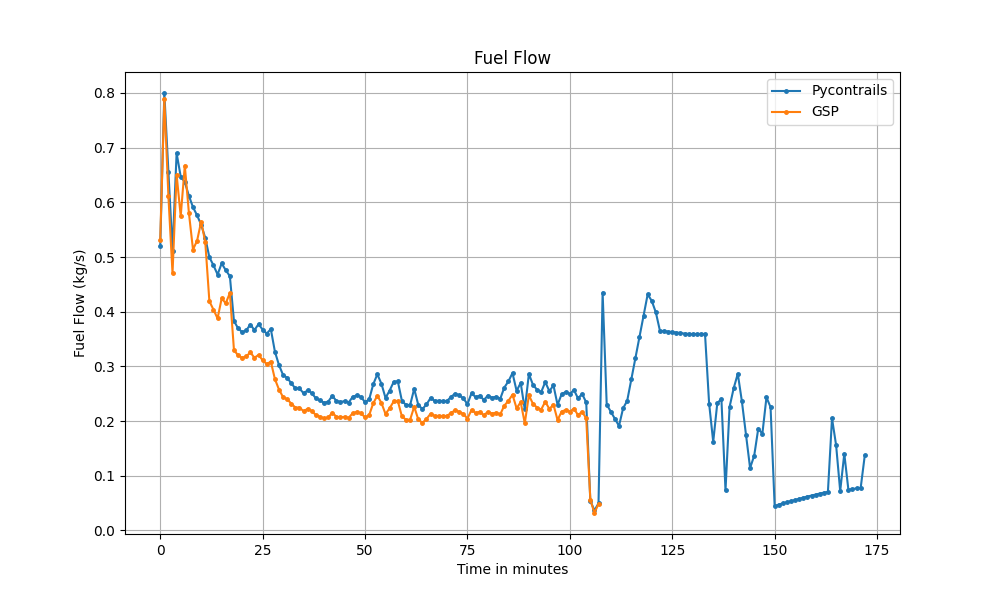 Fuel Flow
Pycontrails
GSP
0.8
0.7
0.6
0.5
0.4
0.3
0.2
0.1
0.0
Fuel Flow (kg/s)
0 25 50 75 100 125 150 175
Time in minutes